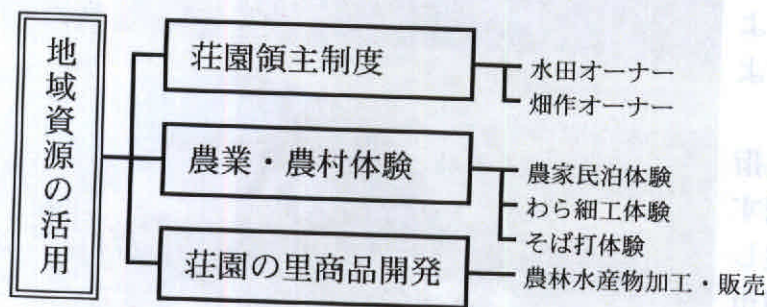 地域資源の活用
荘園領主制度
水田オーナー
畑作オーナー
農業・農村体験
農家民泊体験
わら細工体験
そば打体験
荘園の里商品開発
農林水産物加工・販売